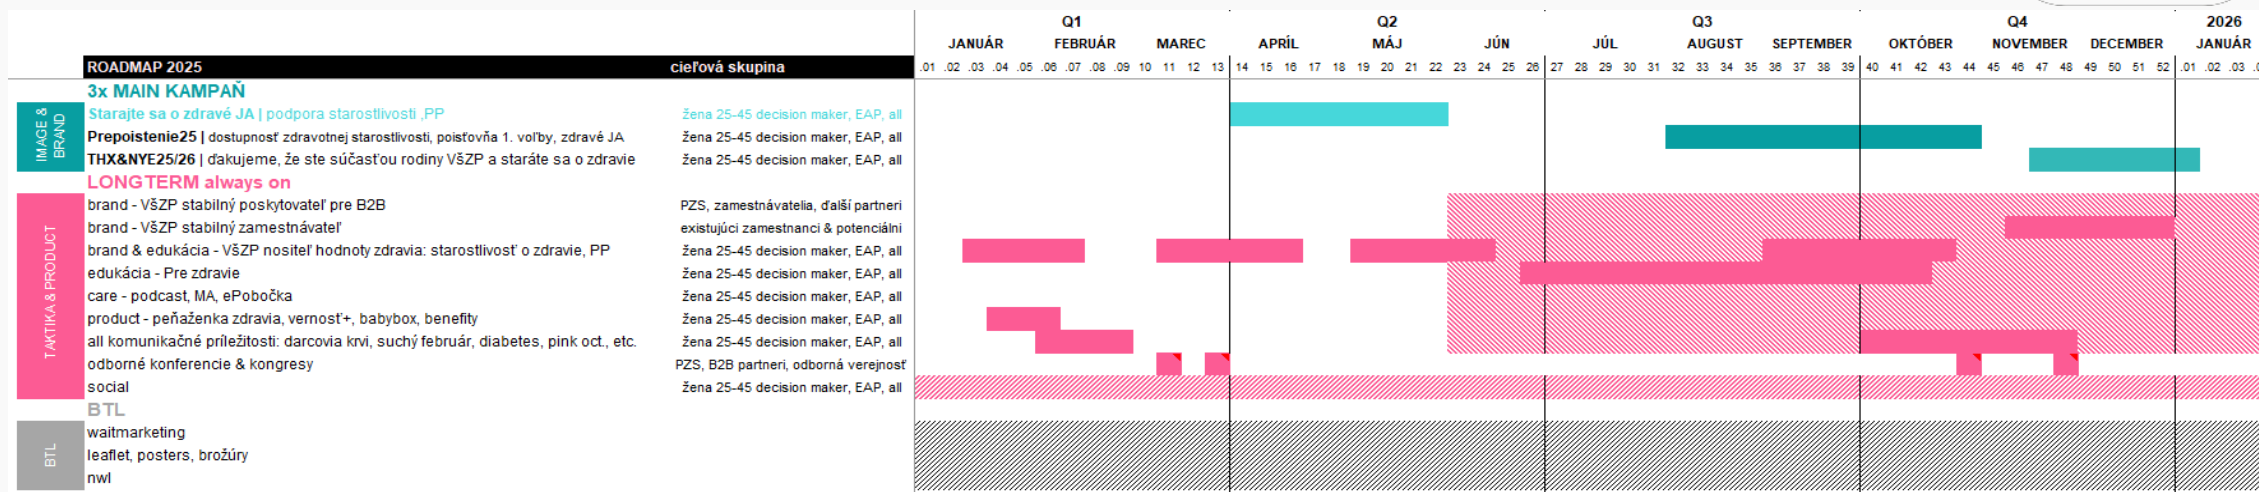 Q1 Q2 Q3 Q4 2026
JANUÁR FEBRUÁR MAREC APRÍL MÁJ JÚN JÚL AUGUST SEPTEMBER OKTÓBER NOVEMBER DECEMBER JANUÁR
ROADMAP 2025 cieľová skupina .01 .02 .03 .04 .05 .06 .07 .08 .09 10 11 12 13 14 15 16 17 18 19 20 21 22 23 24 25 26 27 28 29 30 31 32 33 34 35 36 37 38 39 40 41 42 43 44 45 46 47 48 49 50 51 52 .01 .02 .03
3x MAIN KAMPAŇ
IMAGE &
BRAND
Starajte sa o zdravé JA | podpora starostlivosti ,PP žena 25-45 decision maker, EAP, all
Prepoistenie25 | dostupnosť zdravotnej starostlivosti, poisťovňa 1. voľby, zdravé JA žena 25-45 decision maker, EAP, all
THX&NYE25/26 | ďakujeme, že ste súčasťou rodiny VšZP a staráte sa o zdravie žena 25-45 decision maker, EAP, all
LONGTERM always on
TAKTIKA & PRODUCT
brand - VšZP stabilný poskytovateľ pre B2B PZS, zamestnávatelia, ďalší partneri
brand - VšZP stabilný zamestnávateľ existujúci zamestnanci & potenciálni
brand & edukácia - VšZP nositeľ hodnoty zdravia: starostlivosť o zdravie, PP žena 25-45 decision maker, EAP, all
edukácia - Pre zdravie žena 25-45 decision maker, EAP, all
care - podcast, MA, ePobočka žena 25-45 decision maker, EAP, all
product - peňaženka zdravia, vernosť+, babybox, benefity žena 25-45 decision maker, EAP, all
all komunikačné príležitosti: darcovia krvi, suchý február, diabetes, pink oct., etc. žena 25-45 decision maker, EAP, all
odborné konferencie & kongresy PZS, B2B partneri, odborná verejnosť
social žena 25-45 decision maker, EAP, all
BTL
BTL
waitmarketing
leaflet, posters, brožúry
nwl